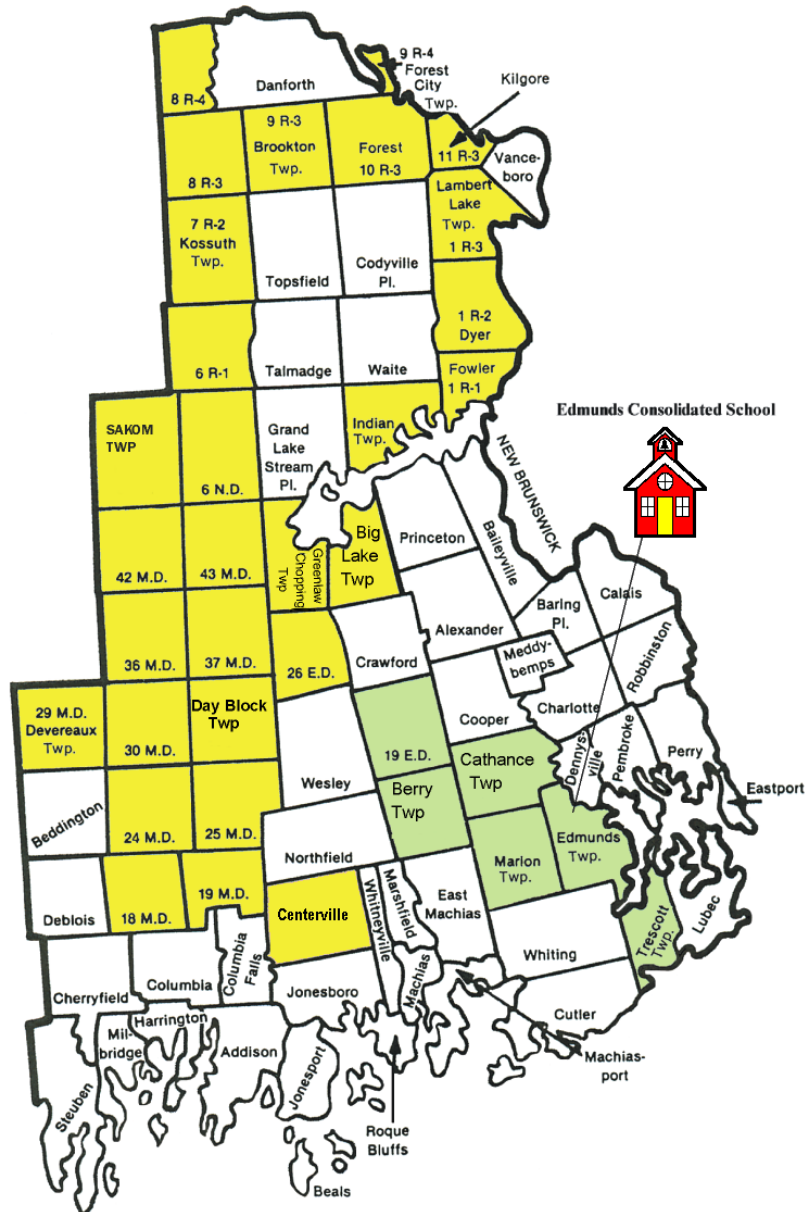 9 R-4
Forest
City
Twp.
Kilgore
8 R-4
Danforth
9 R-3
Brookton
Twp.
Forest
10 R-3
11 R-3
Vance-
boro
8 R-3
Lambert
Lake
Twp.
1 R-3
7 R-2
Kossuth
Twp.
Topsfield
Codyville
Pl.
1 R-2
Dyer
6 R-1
Talmadge
Waite
Fowler
1 R-1
Edmunds Consolidated School
SAKOM
TWP
6 N.D.
Grand
Lake
Stream
Pl.
Indian
Twp.
NEW BRUNSWICK
42 M.D.
43 M.D.
Greenlaw
Chopping
Twp
Big
Lake
Twp
Princeton
Baileyville
Baring
Pl.
Calais
36 M.D.
37 M.D.
26 E.D.
Crawford
Alexander
Meddy-
bemps
Robbinston
29 M.D.
Devereaux
Twp.
30 M.D.
Day Block
Twp
Wesley
19 E.D.
Cooper
Charlotte
Dennys-
ville
Pembroke
Perry
Eastport
Beddington
24 M.D.
25 M.D.
Berry
Twp
Cathance
Twp
Northfield
Marion
Twp.
Edmunds
Twp.
Deblois
18 M.D.
19 M.D.
Centerville
Whitneyville
Marshfield
East
Machias
Whiting
Trescott
Twp.
Lubec
Cherryfield
Columbia
Columbia
Falls
Jonesboro
Machias
Cutler
Machias-
port
Steuben
Mil-
bridge
Harrington
Addison
Jonesport
Roque
Bluffs
Beals